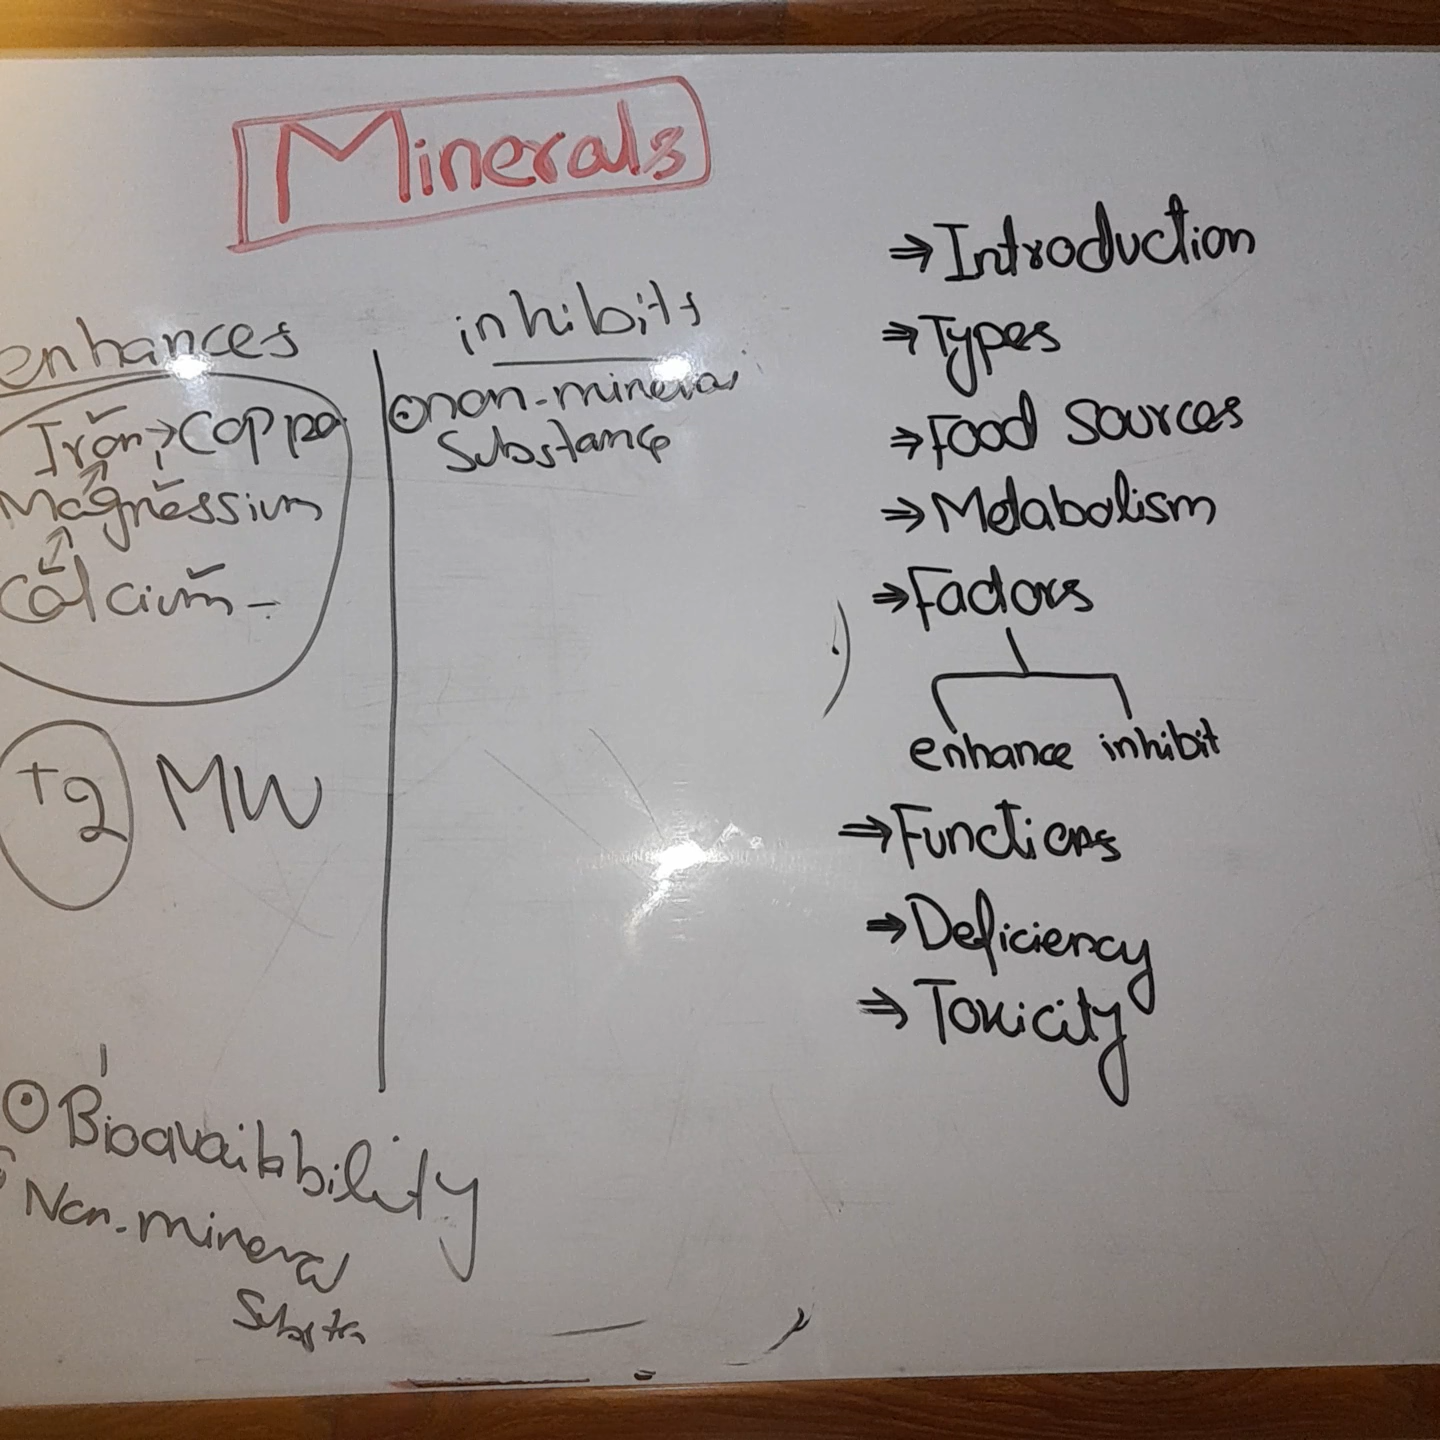 Minerals
enhances
Iron → Coppe
Magnessium
Calcium -
+2 MW
inhibits
non-mineral
Substance
Bioavailability
Non-mineral
⇒ Introduction
⇒ Types
⇒ Food Sources
⇒ Metabolism
⇒ Factors
enhance inhibit
⇒ Functions
⇒ Deficiency
⇒ Toxicity